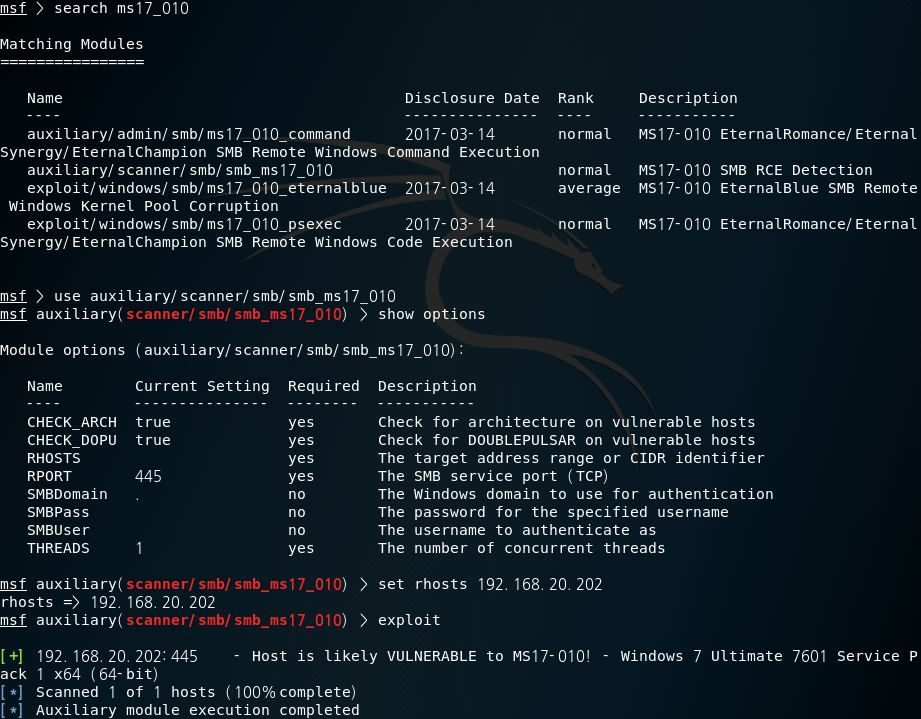 msf > search ms17_010
Matching Modules
================
Name Disclosure Date Rank Description
---- --------------- ---- -----------
auxiliary/admin/smb/ms17_010_command 2017-03-14 normal MS17-010 EternalRomance/Eternal
Synergy/EternalChampion SMB Remote Windows Command Execution
auxiliary/scanner/smb/smb_ms17_010 normal MS17-010 SMB RCE Detection
exploit/windows/smb/ms17_010_eternalblue 2017-03-14 average MS17-010 EternalBlue SMB Remote
Windows Kernel Pool Corruption
exploit/windows/smb/ms17_010_psexec 2017-03-14 normal MS17-010 EternalRomance/Eternal
Synergy/EternalChampion SMB Remote Windows Code Execution
msf > use auxiliary/scanner/smb/smb_ms17_010
msf auxiliary(scanner/smb/smb_ms17_010) > show options
Module options (auxiliary/scanner/smb/smb_ms17_010):
Name Current Setting Required Description
---- --------------- -------- -----------
CHECK_ARCH true yes Check for architecture on vulnerable hosts
CHECK_DOPU true yes Check for DOUBLEPULSAR on vulnerable hosts
RHOSTS yes The target address range or CIDR identifier
RPORT 445 yes The SMB service port (TCP)
SMBDomain . no The Windows domain to use for authentication
SMBPass no The password for the specified username
SMBUser no The username to authenticate as
THREADS 1 yes The number of concurrent threads
msf auxiliary(scanner/smb/smb_ms17_010) > set rhosts 192.168.20.202
rhosts => 192.168.20.202
msf auxiliary(scanner/smb/smb_ms17_010) > exploit
[+] 192.168.20.202:445 - Host is likely VULNERABLE to MS17-010! - Windows 7 Ultimate 7601 Service P
ack 1 x64 (64-bit)
[*] Scanned 1 of 1 hosts (100% complete)
[*] Auxiliary module execution completed